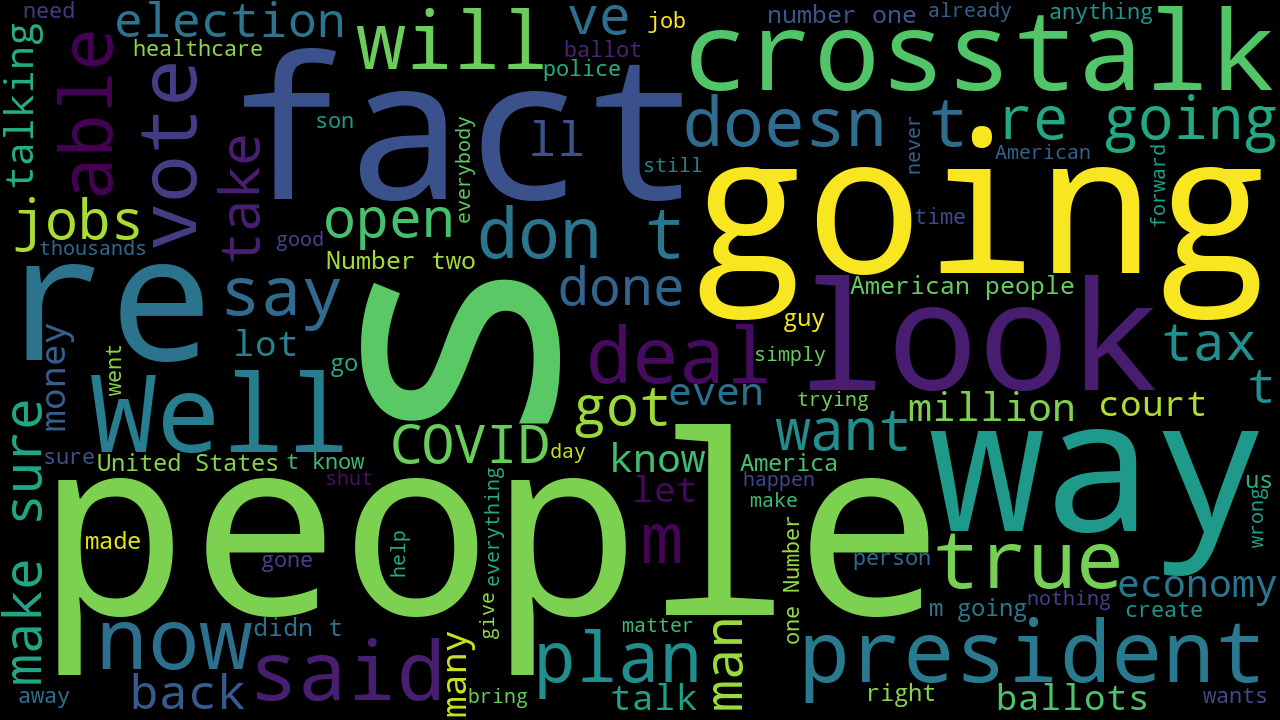 need
election
will
ve
job
number one
already
anything
healthcare
ballot
police
crosstalk
talking
able
vote
fact
son
ll
everybody
still
doesn t
re going
never
American
forward
take
jobs
thousands
good
open
don t
time
going
Number two
re
say
done
American people
look
guy
lot
s
deal
simply
tax
money
went
go
Well
even
trying
t
make sure
got
million
court
want
way
COVID
day
know
America
sure
United States
t know
shut
let
happen
make
us
wrong
people
m
everything
made
gone
help
one Number
person
true
economy
give
m going
nothing
create
now
didn t
said
many
matter
plan
man
president
away
back
bring
talk
right
ballots
wants